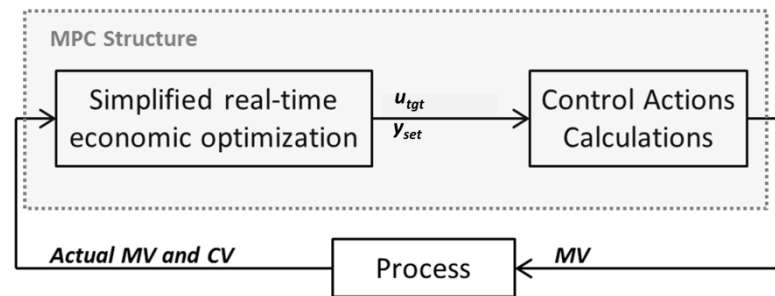 MPC Structure
Simplified real-time
economic optimization
u_tgt
y_set
Control Actions
Calculations
Actual MV and CV
Process
MV